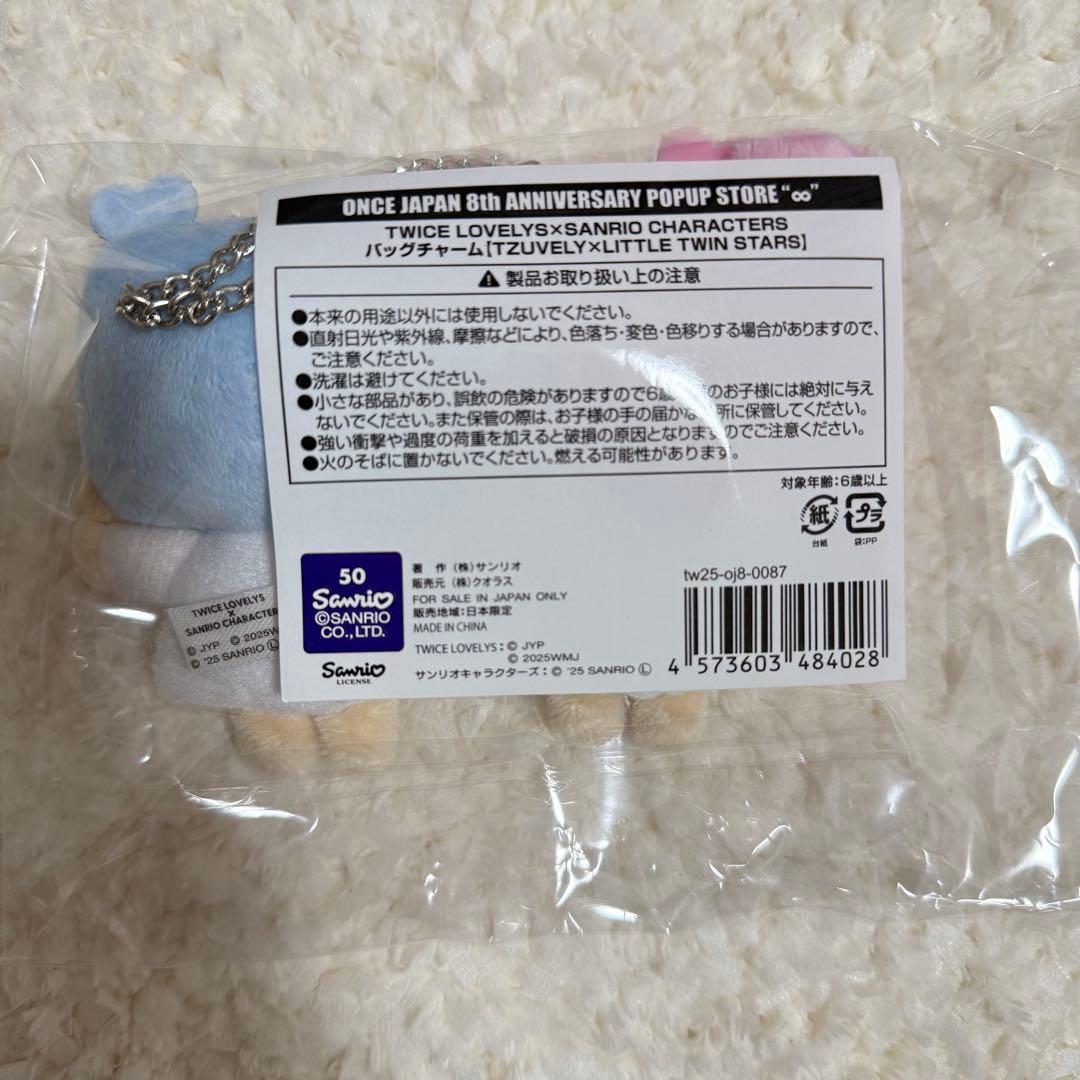 ONCE JAPAN 8th ANNIVERSARY POPUP STORE “∞”
TWICE LOVELYS×SANRIO CHARACTERS
バッグチャーム【TZUVELY×LITTLE TWIN STARS】
製品お取り扱い上の注意
●本来の用途以外には使用しないでください。
●直射日光や紫外線、摩擦などにより、色落ち・変色・色移りする場合がありますので、
ご注意ください。
●洗濯は避けてください。
●小さな部品があり、誤飲の危険がありますので6歳のお子様には絶対に与え
ないでください。また保管の際は、お子様の手の届かな所に保管してください。
●強い衝撃や過度の荷重を加えると破損の原因となりますのでご注意ください。
●火のそばに置かないでください。燃える可能性があります。
対象年齢:6歳以上
紙
プラ
台紙
袋:PP
50
Sanrio
©SANRIO
CO.,LTD.
Sanrio
LICENSE
著 作 (株)サンリオ
販売元 (株)クオラス
FOR SALE IN JAPAN ONLY
販売地域:日本限定
MADE IN CHINA
TWICE LOVELYS:© JYP
© 2025WMJ
サンリオキャラクターズ:© '25 SANRIO Ⓛ
tw25-oj8-0087
4 573603 484028
TWICE LOVELYS
×
SANRIO CHARACTER
© JYP © 2025W
© '25 SANRIO Ⓛ